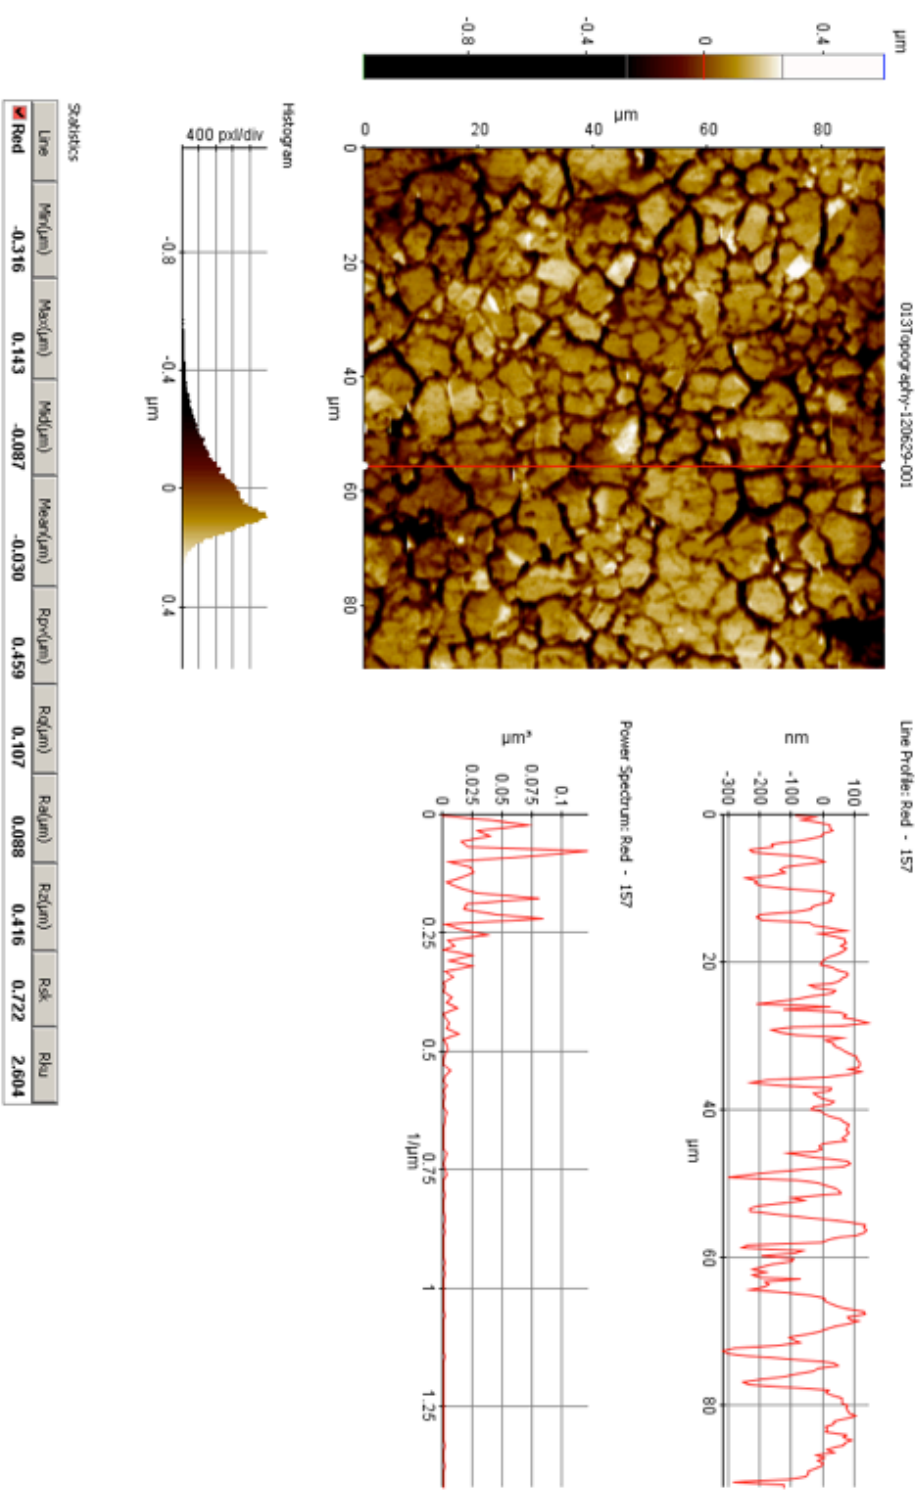 013Topography-120629-001
µm
80
60
40
20
0
µm
0
20
40
60
80
µm
µm
0.4
0
-0.4
-0.8
Line Profile: Red - 157
nm
100
0
-100
-200
-300
0
20
40
60
80
µm
Histogram
400 pxl/div
-0.8
-0.4
0
0.4
µm
Power Spectrum: Red - 157
µm²
0.1
0.075
0.05
0.025
0
0
0.25
0.5
0.75
1
1.25
1/µm
Statistics
Line Min(µm) Max(µm) Mid(µm) Mean(µm) Rpv(µm) Rq(µm) Ra(µm) Rz(µm) Rsk Rku
Red -0.316 0.143 -0.087 -0.030 0.459 0.107 0.088 0.416 0.722 2.604